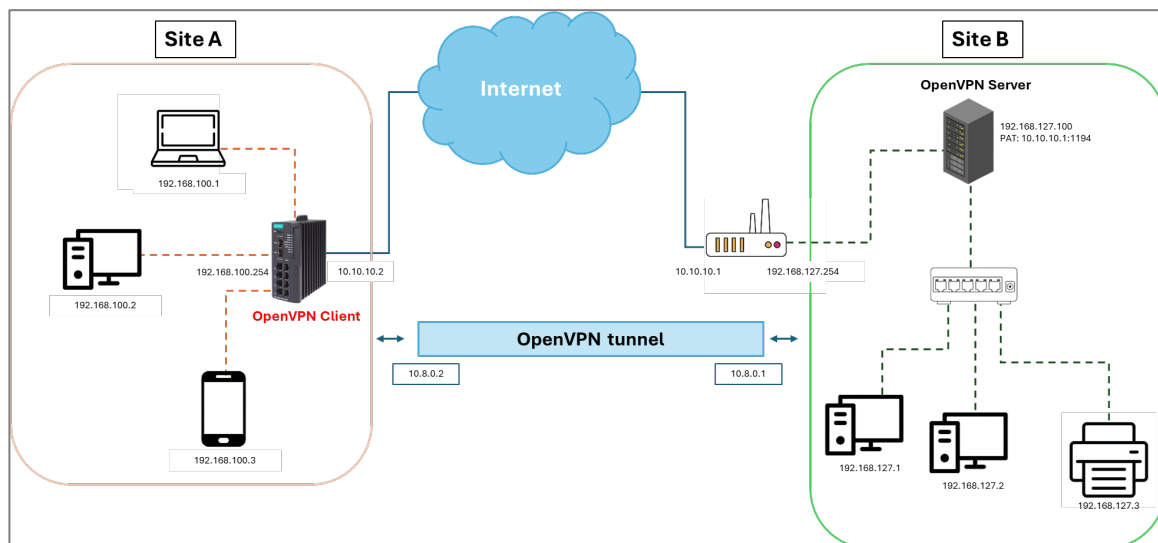 Site A
Site B
Internet
OpenVPN Server
192.168.127.100
PAT: 10.10.10.1:1194
192.168.100.1
192.168.100.254
10.10.10.2
10.10.10.1
192.168.127.254
192.168.100.2
OpenVPN Client
OpenVPN tunnel
10.8.0.2
10.8.0.1
192.168.100.3
192.168.127.1
192.168.127.2
192.168.127.3